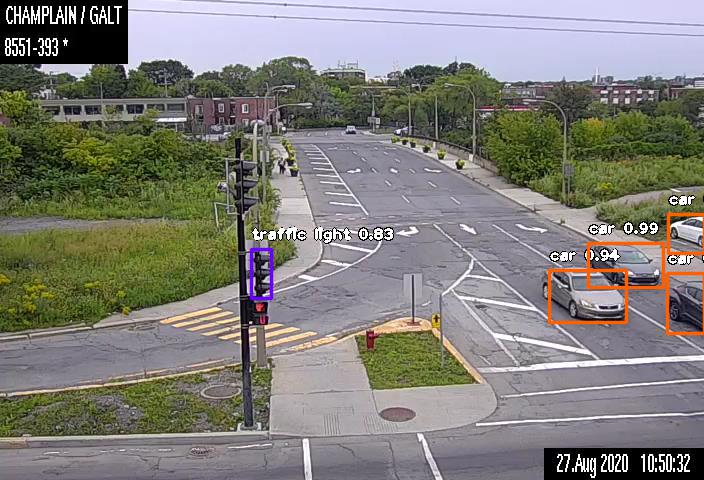 CHAMPLAIN / GALT
8551-393 *
traffic light 0.83
car 0.99
car 0.94
car
car
27.Aug 2020 10:50:32